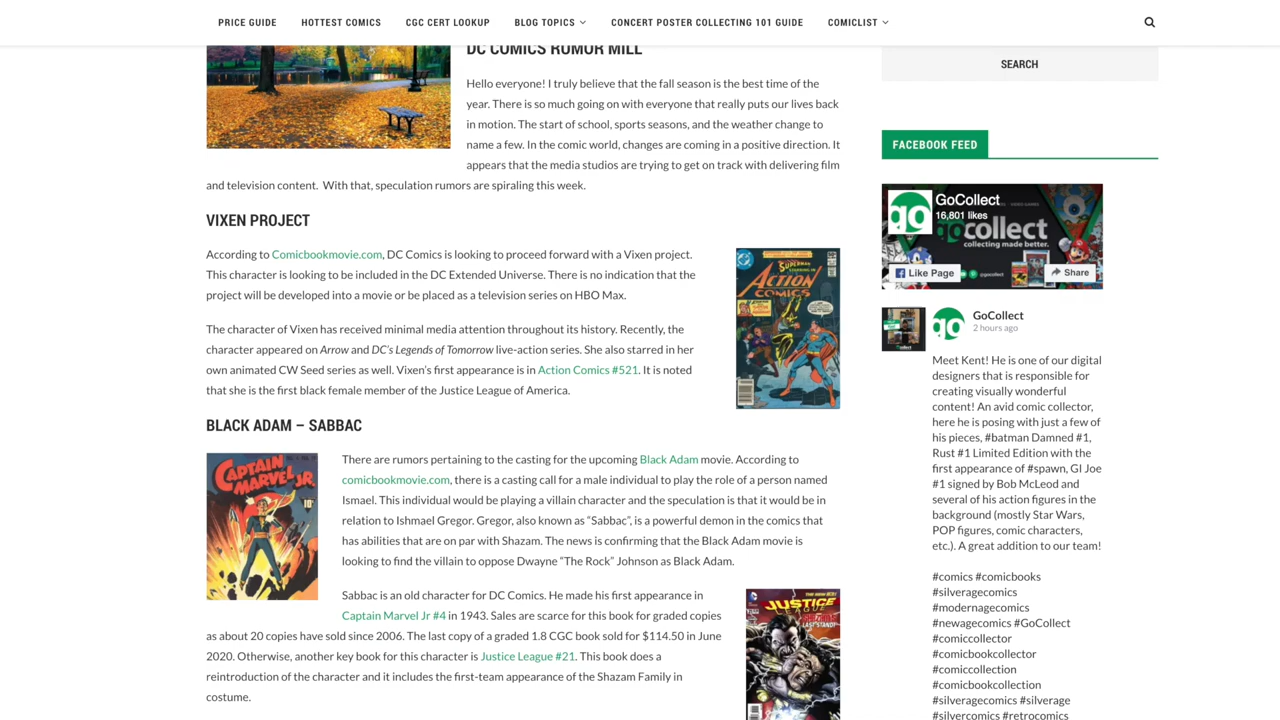 PRICE GUIDE
HOTTEST COMICS
CGC CERT LOOKUP
BLOG TOPICS
CONCERT POSTER COLLECTING 101 GUIDE
COMICLIST
DC COMICS RUMOR MILL
Hello everyone! I truly believe that the fall season is the best time of the
year. There is so much going on with everyone that really puts our lives back
in motion. The start of school, sports seasons, and the weather change to
name a few. In the comic world, changes are coming in a positive direction. It
appears that the media studios are trying to get on track with delivering film
and television content. With that, speculation rumors are spiraling this week.
VIXEN PROJECT
According to Comicbookmovie.com, DC Comics is looking to proceed forward with a Vixen project.
This character is looking to be included in the DC Extended Universe. There is no indication that the
project will be developed into a movie or be placed as a television series on HBO Max.
The character of Vixen has received minimal media attention throughout its history. Recently, the
character appeared on Arrow and DC's Legends of Tomorrow live-action series. She also starred in her
own animated CW Seed series as well. Vixen's first appearance is in Action Comics #521. It is noted
that she is the first black female member of the Justice League of America.
SUPERMAN
ACTION
COMICS
BLACK ADAM – SABBAC
CAPTAIN
MARVEL JR.
10¢
There are rumors pertaining to the casting for the upcoming Black Adam movie. According to
comicbookmovie.com, there is a casting call for a male individual to play the role of a person named
Ismael. This individual would be playing a villain character and the speculation is that it would be in
relation to Ishmael Gregor. Gregor, also known as "Sabbac", is a powerful demon in the comics that
has abilities that are on par with Shazam. The news is confirming that the Black Adam movie is
looking to find the villain to oppose Dwayne "The Rock" Johnson as Black Adam.
Sabbac is an old character for DC Comics. He made his first appearance in
Captain Marvel Jr #4 in 1943. Sales are scarce for this book for graded copies
as about 20 copies have sold since 2006. The last copy of a graded 1.8 CGC book sold for $114.50 in June
2020. Otherwise, another key book for this character is Justice League #21. This book does a
reintroduction of the character and it includes the first-team appearance of the Shazam Family in
costume.
THE NEW 52!
JUSTICE
LEAGUE
LAST STAND!
SEARCH
FACEBOOK FEED
go
GoCollect
16,801 likes
gocollect
collecting made better.
Like Page
@gocollect
Share
GoCollect
2 hours ago
Meet Kent! He is one of our digital
designers that is responsible for
creating visually wonderful
content! An avid comic collector,
here he is posing with just a few of
his pieces, #batman Damned #1,
Rust #1 Limited Edition with the
first appearance of #spawn, GI Joe
#1 signed by Bob McLeod and
several of his action figures in the
background (mostly Star Wars,
POP figures, comic characters,
etc.). A great addition to our team!
#comics #comicbooks
#silveragecomics
#modernagecomics
#newagecomics #GoCollect
#comiccollector
#comicbookcollector
#comiccollection
#comicbookcollection
#silveragecomics #silverage
#silvercomics #retrocomics